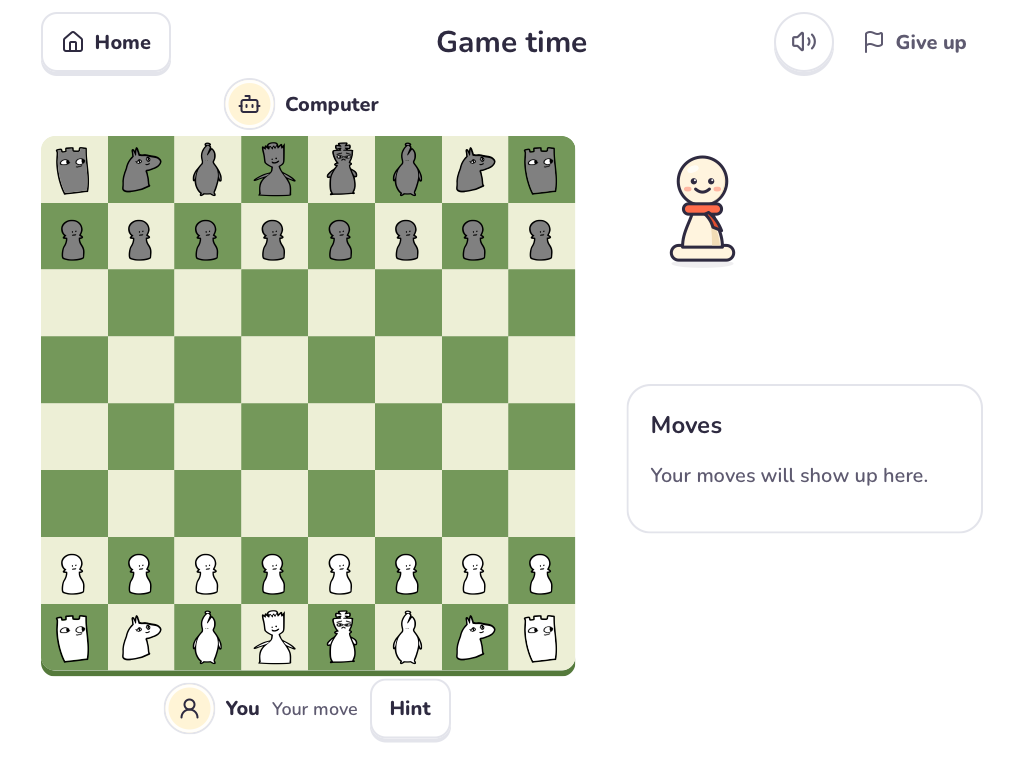 Home
Game time
Give up
Computer
Moves
Your moves will show up here.
You
Your move
Hint